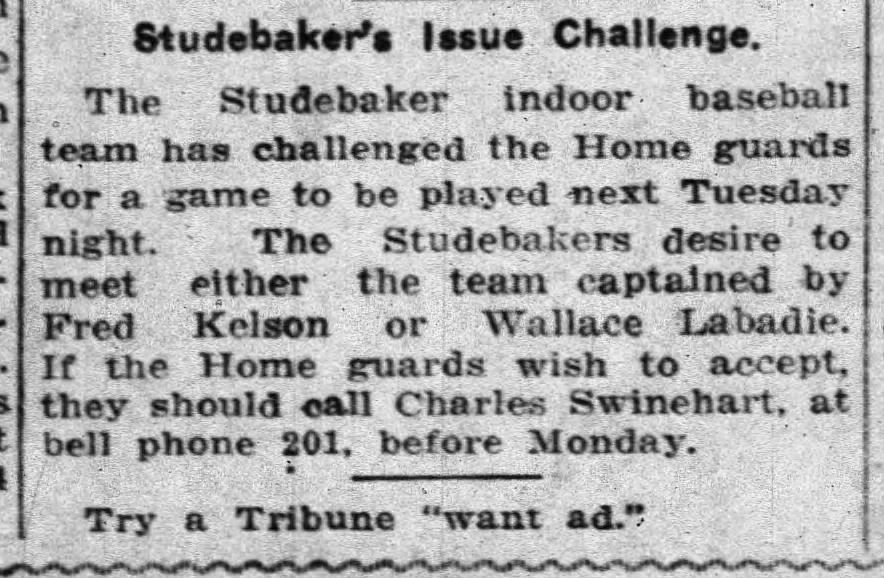 Studebaker's Issue Challenge.
The Studebaker indoor baseball
team has challenged the Home guards
for a game to be played next Tuesday
night. The Studebakers desire to
meet either the team captained by
Fred Kelson or Wallace Labadie.
If the Home guards wish to accept,
they should call Charles Swinehart, at
bell phone 201, before Monday.
Try a Tribune "want ad."